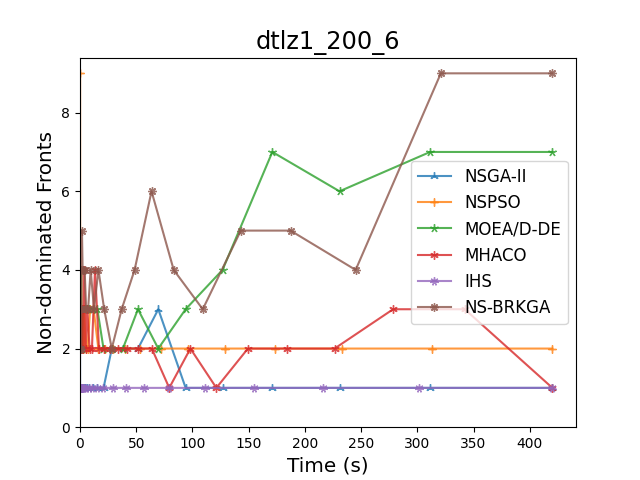 dtlz1_200_6
Non-dominated Fronts
8
6
4
2
0
0 50 100 150 200 250 300 350 400
Time (s)
NSGA-II
NSPSO
MOEA/D-DE
MHACO
IHS
NS-BRKGA